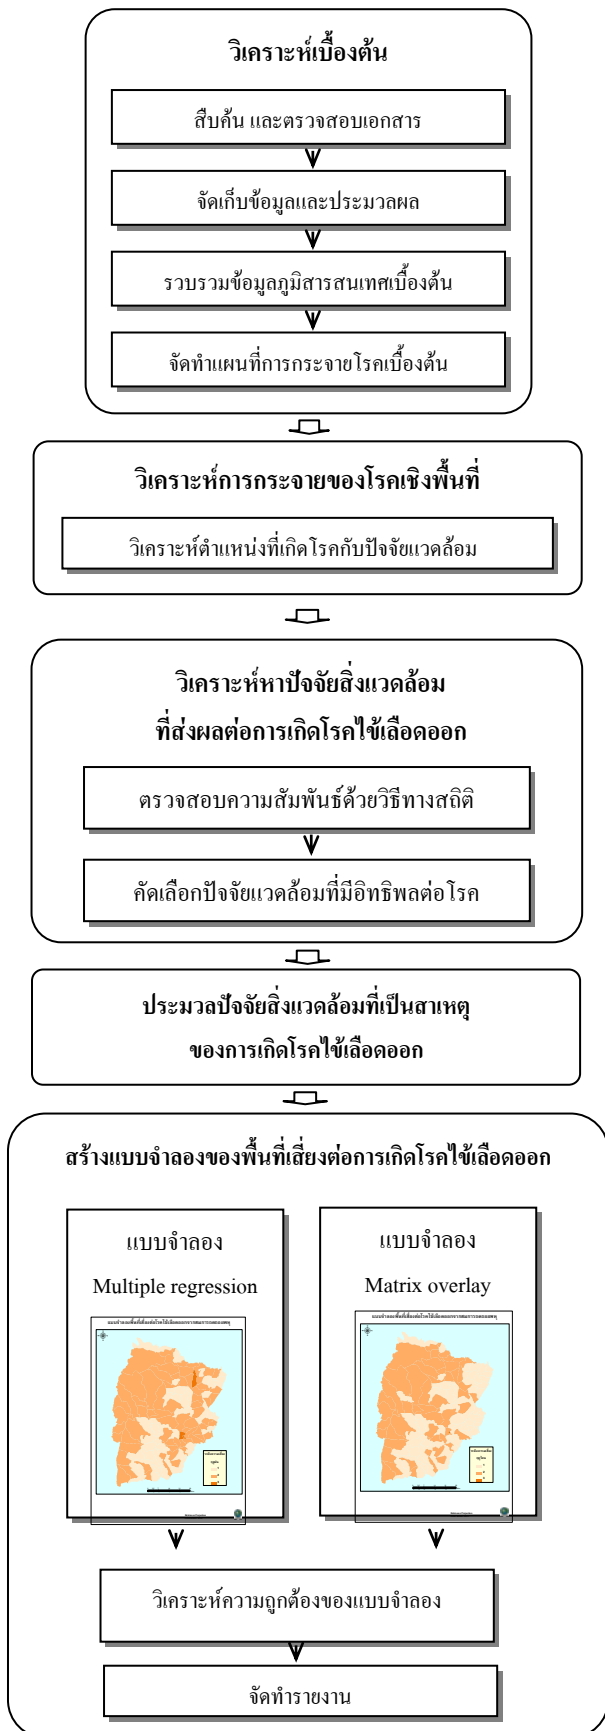 วิเคราะห์เบื้องต้น
สืบค้น และตรวจสอบเอกสาร
จัดเก็บข้อมูลและประมวลผล
รวบรวมข้อมูลภูมิสารสนเทศเบื้องต้น
จัดทำแผนที่การกระจายโรคเบื้องต้น
วิเคราะห์การกระจายของโรคเชิงพื้นที่
วิเคราะห์ตำแหน่งที่เกิดโรคกับปัจจัยแวดล้อม
วิเคราะห์หาปัจจัยสิ่งแวดล้อม
ที่ส่งผลต่อการเกิดโรคไข้เลือดออก
ตรวจสอบความสัมพันธ์ด้วยวิธีทางสถิติ
คัดเลือกปัจจัยแวดล้อมที่มีอิทธิพลต่อโรค
ประมวลปัจจัยสิ่งแวดล้อมที่เป็นสาเหตุ
ของการเกิดโรคไข้เลือดออก
สร้างแบบจำลองของพื้นที่เสี่ยงต่อการเกิดโรคไข้เลือดออก
แบบจำลอง
Multiple regression
แบบจำลอง
Matrix overlay
วิเคราะห์ความถูกต้องของแบบจำลอง
จัดทำรายงาน